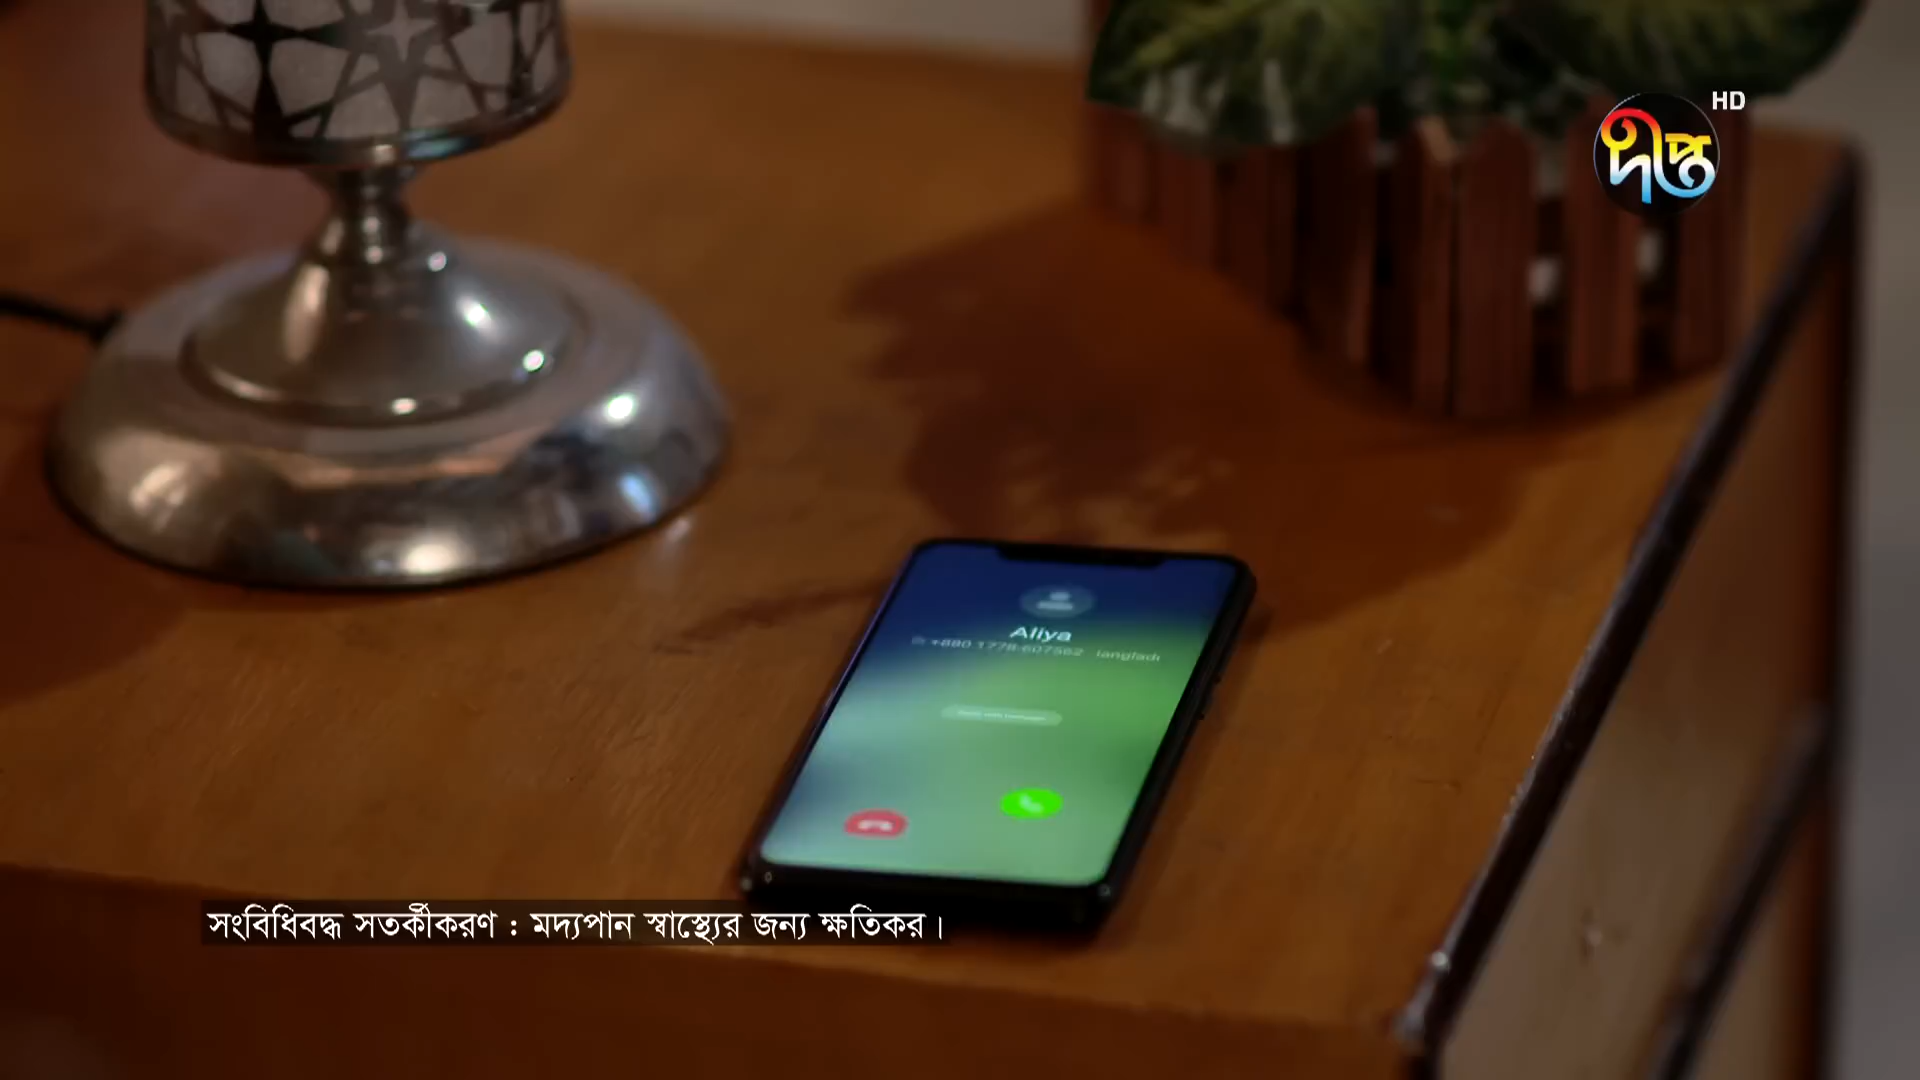 HD
দীপ্ত
Aliya
+880 1778-607562
সংবিধিবদ্ধ সতর্কীকরণ : মদ্যপান স্বাস্থ্যের জন্য ক্ষতিকর।